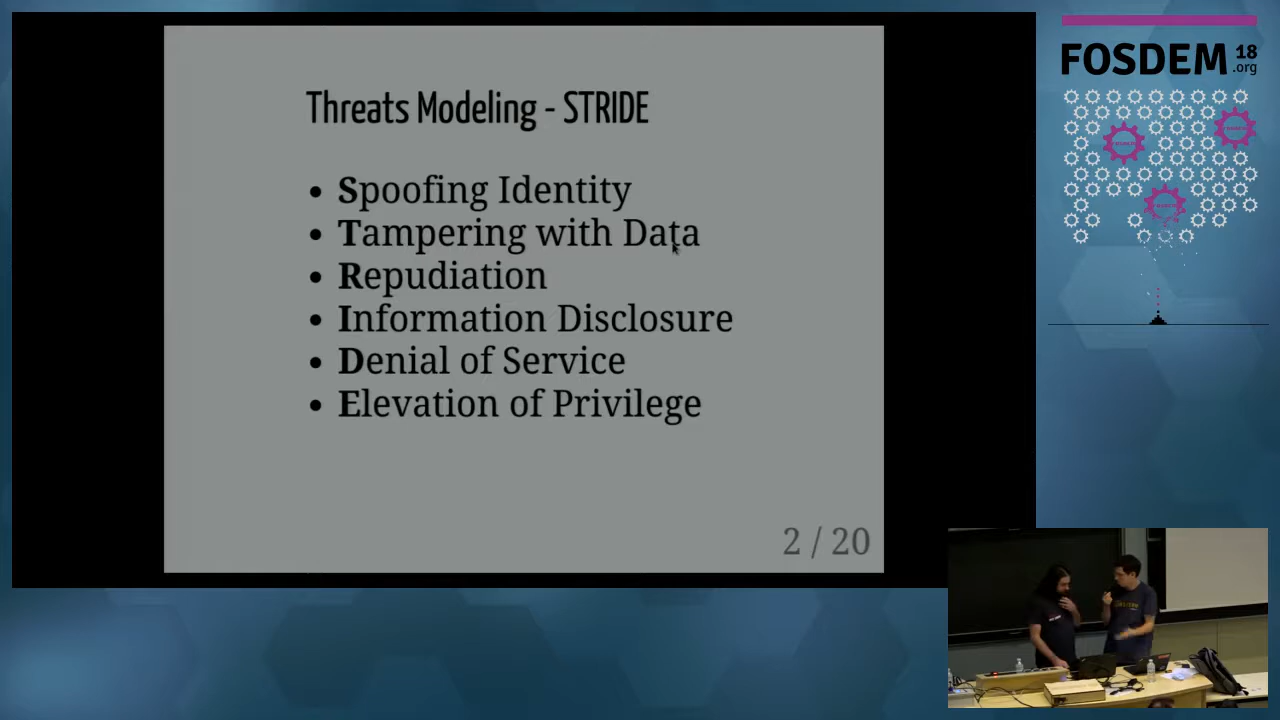 Threats Modeling - STRIDE
• Spoofing Identity
• Tampering with Data
• Repudiation
• Information Disclosure
• Denial of Service
• Elevation of Privilege
2 / 20
FOSDEM 18
.org